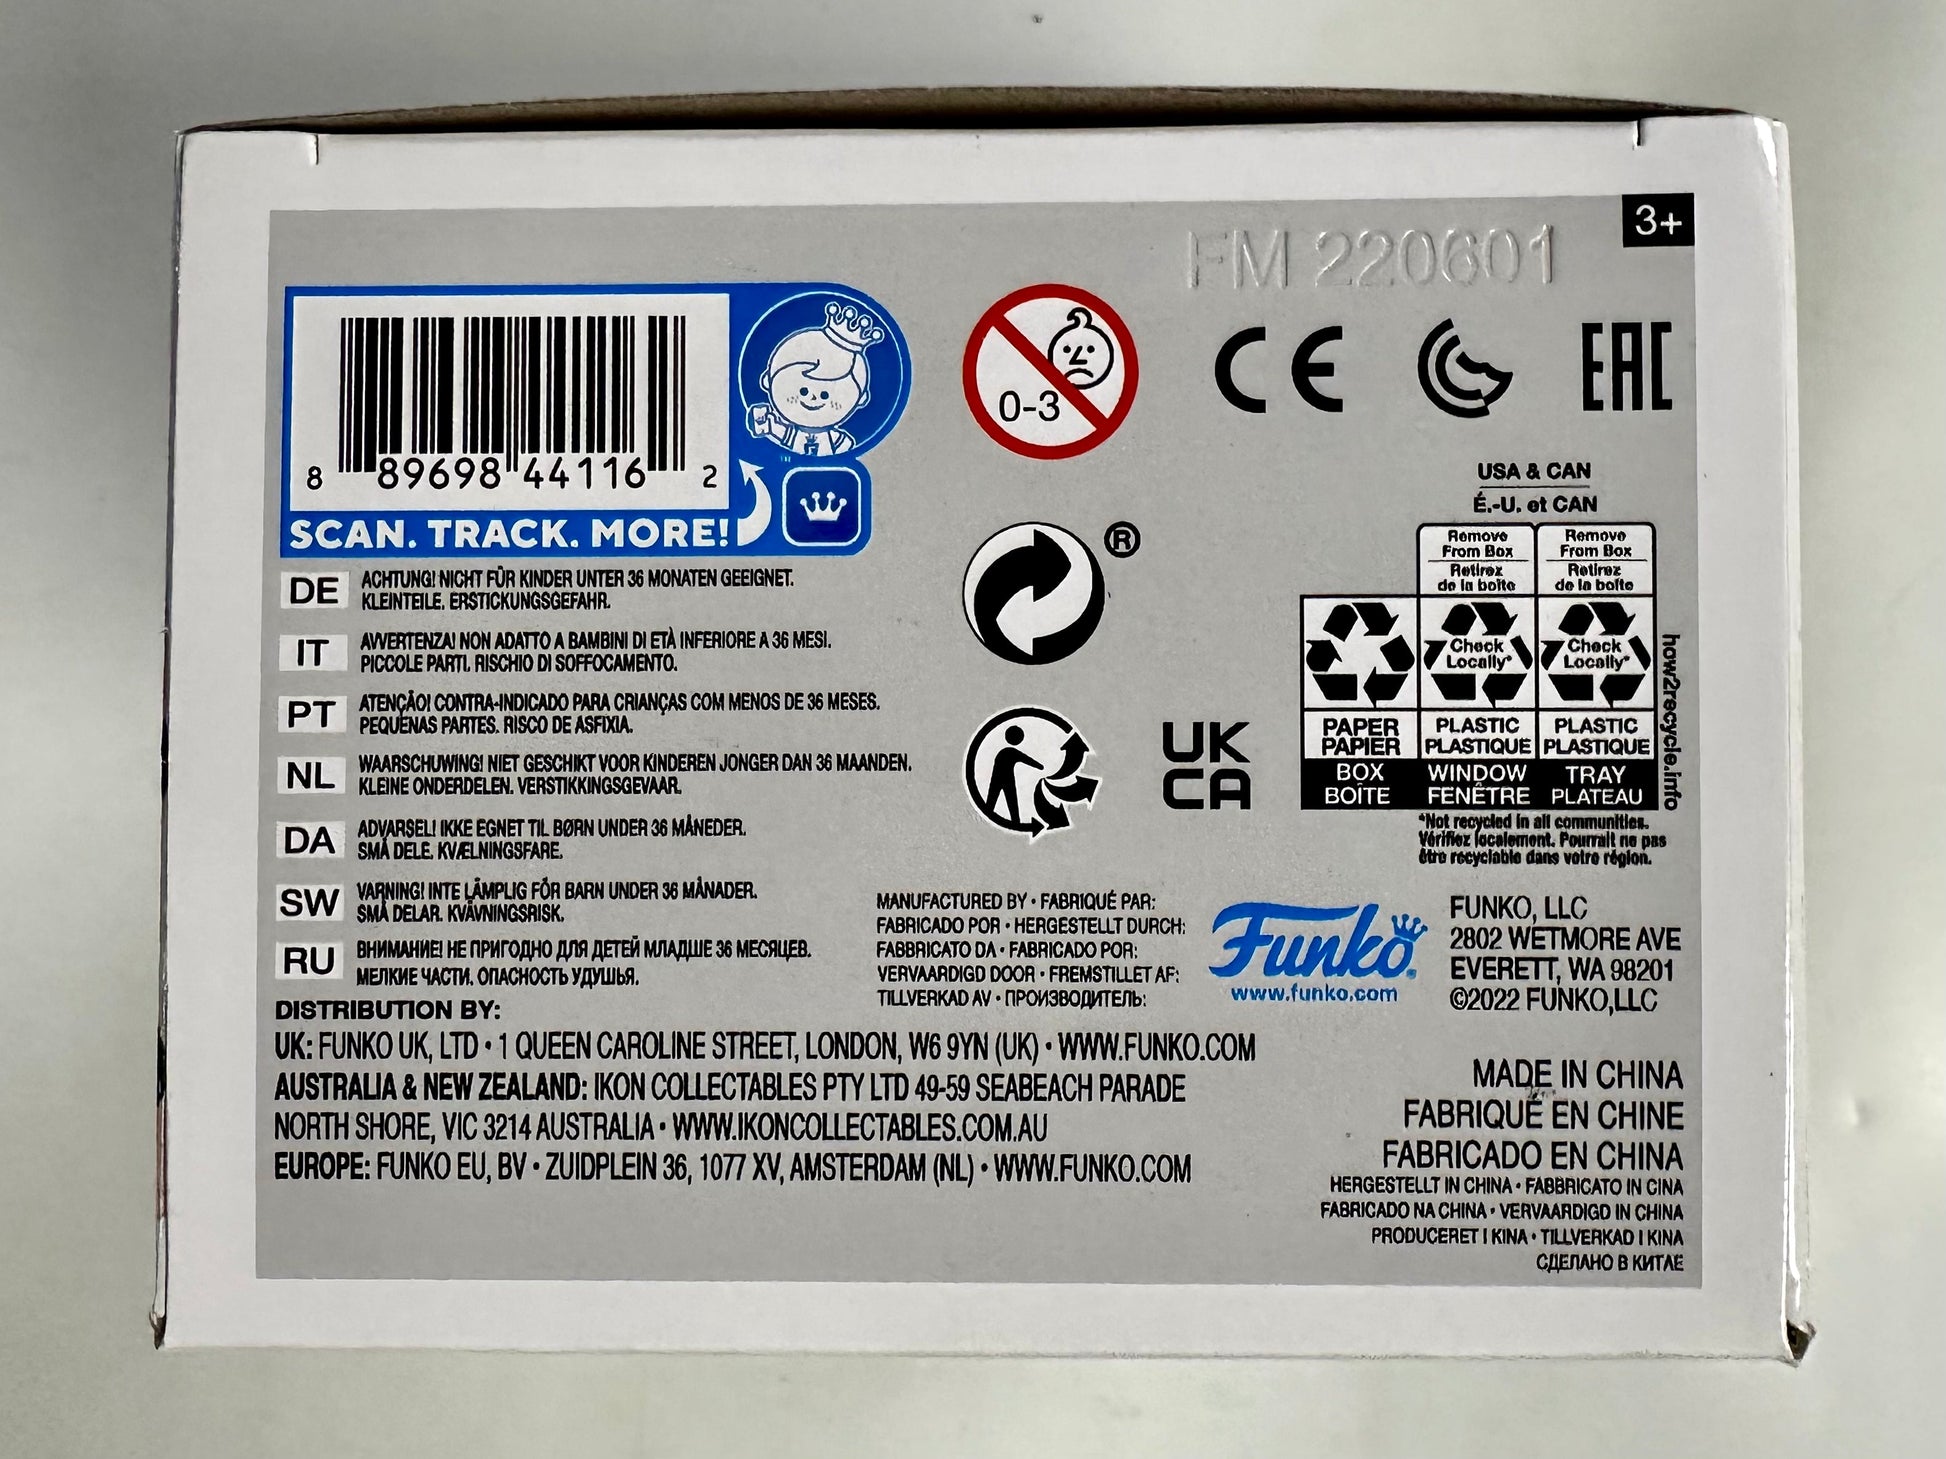 FM 220601
3+
8 89698 44116 2
SCAN. TRACK. MORE!
0-3
CE
EAC
DE ACHTUNG! NICHT FÜR KINDER UNTER 36 MONATEN GEEIGNET.
KLEINTEILE. ERSTICKUNGSGEFAHR.
IT AVVERTENZA! NON ADATTO A BAMBINI DI ETÀ INFERIORE A 36 MESI.
PICCOLE PARTI. RISCHIO DI SOFFOCAMENTO.
PT ATENÇÃO! CONTRA-INDICADO PARA CRIANÇAS COM MENOS DE 36 MESES.
PEQUENAS PARTES. RISCO DE ASFIXIA.
NL WAARSCHUWING! NIET GESCHIKT VOOR KINDEREN JONGER DAN 36 MAANDEN.
KLEINE ONDERDELEN. VERSTIKKINGSGEVAAR.
DA ADVARSEL! IKKE EGNET TIL BØRN UNDER 36 MÅNEDER.
SMÅ DELE. KVÆLNINGSFARE.
SW VARNING! INTE LÄMPLIG FÖR BARN UNDER 36 MÅNADER.
SMÅ DELAR. KVÄVNINGSRISK.
RU ВНИМАНИЕ! НЕ ПРИГОДНО ДЛЯ ДЕТЕЙ МЛАДШЕ 36 МЕСЯЦЕВ.
МЕЛКИЕ ЧАСТИ. ОПАСНОСТЬ УДУШЬЯ.
®
UK
CA
USA & CAN
É.-U. et CAN
Remove
From Box
Retirez
de la boîte
Remove
From Box
Retirez
de la boîte
Check
Locally*
Check
Locally*
PAPER
PAPIER
PLASTIC
PLASTIQUE
PLASTIC
PLASTIQUE
BOX
BOÎTE
WINDOW
FENÊTRE
TRAY
PLATEAU
how2recycle.info
*Not recycled in all communities.
Vérifiez localement. Pourrait ne pas
être recyclable dans votre région.
MANUFACTURED BY • FABRIQUÉ PAR:
FABRICADO POR • HERGESTELLT DURCH:
FABBRICATO DA • FABRICADO POR:
VERVAARDIGD DOOR • FREMSTILLET AF:
TILLVERKAD AV • ПРОИЗВОДИТЕЛЬ:
Funko®
www.funko.com
FUNKO, LLC
2802 WETMORE AVE
EVERETT, WA 98201
©2022 FUNKO,LLC
DISTRIBUTION BY:
UK: FUNKO UK, LTD • 1 QUEEN CAROLINE STREET, LONDON, W6 9YN (UK) • WWW.FUNKO.COM
AUSTRALIA & NEW ZEALAND: IKON COLLECTABLES PTY LTD 49-59 SEABEACH PARADE
NORTH SHORE, VIC 3214 AUSTRALIA • WWW.IKONCOLLECTABLES.COM.AU
EUROPE: FUNKO EU, BV • ZUIDPLEIN 36, 1077 XV, AMSTERDAM (NL) • WWW.FUNKO.COM
MADE IN CHINA
FABRIQUÉ EN CHINE
FABRICADO EN CHINA
HERGESTELLT IN CHINA • FABBRICATO IN CINA
FABRICADO NA CHINA • VERVAARDIGD IN CHINA
PRODUCERET I KINA • TILLVERKAD I KINA
СДЕЛАНО В КИТАЕ